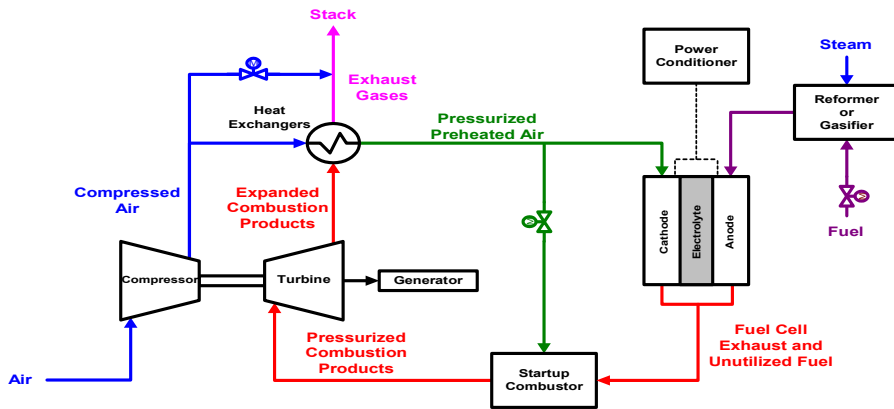 Stack
Power
Conditioner
Steam
Exhaust
Gases
Heat
Exchangers
Pressurized
Preheated Air
Reformer
or
Gasifier
Compressed
Air
Expanded
Combustion
Products
Cathode
Electrolyte
Anode
Fuel
Compressor
Turbine
Generator
Pressurized
Combustion
Products
Fuel Cell
Exhaust and
Unutilized Fuel
Air
Startup
Combustor